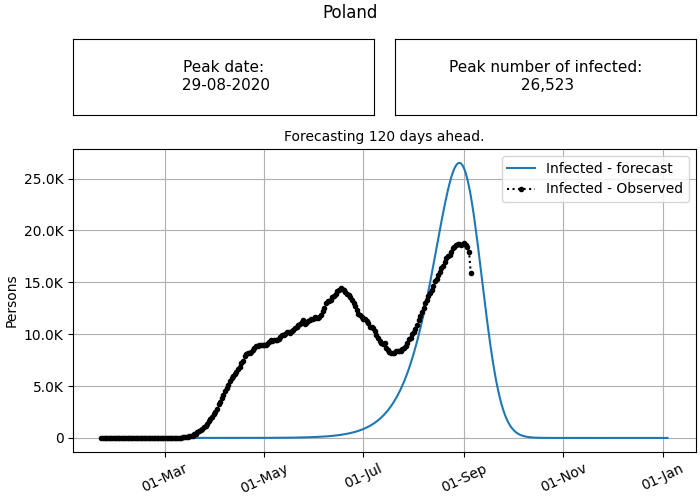 Poland
Peak date:
29-08-2020
Peak number of infected:
26,523
Forecasting 120 days ahead.
Infected - forecast
Infected - Observed
Persons
25.0K
20.0K
15.0K
10.0K
5.0K
0
01-Mar
01-May
01-Jul
01-Sep
01-Nov
01-Jan